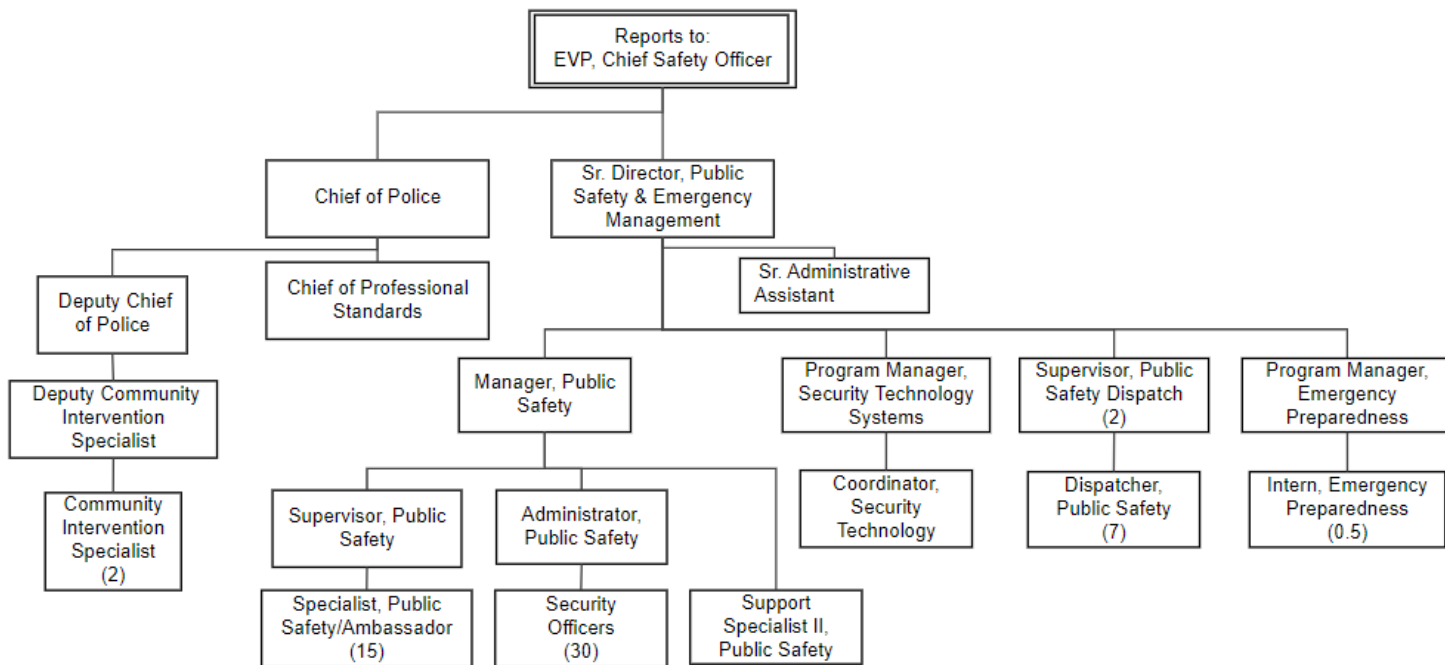 Reports to:
EVP, Chief Safety Officer
Chief of Police
Sr. Director, Public
Safety & Emergency
Management
Sr. Administrative
Assistant
Deputy Chief
of Police
Chief of Professional
Standards
Deputy Community
Intervention
Specialist
Community
Intervention
Specialist
(2)
Manager, Public
Safety
Program Manager,
Security Technology
Systems
Supervisor, Public
Safety Dispatch
(2)
Program Manager,
Emergency
Preparedness
Supervisor, Public
Safety
Administrator,
Public Safety
Coordinator,
Security
Technology
Dispatcher,
Public Safety
(7)
Intern, Emergency
Preparedness
(0.5)
Specialist, Public
Safety/Ambassador
(15)
Security
Officers
(30)
Support
Specialist II,
Public Safety